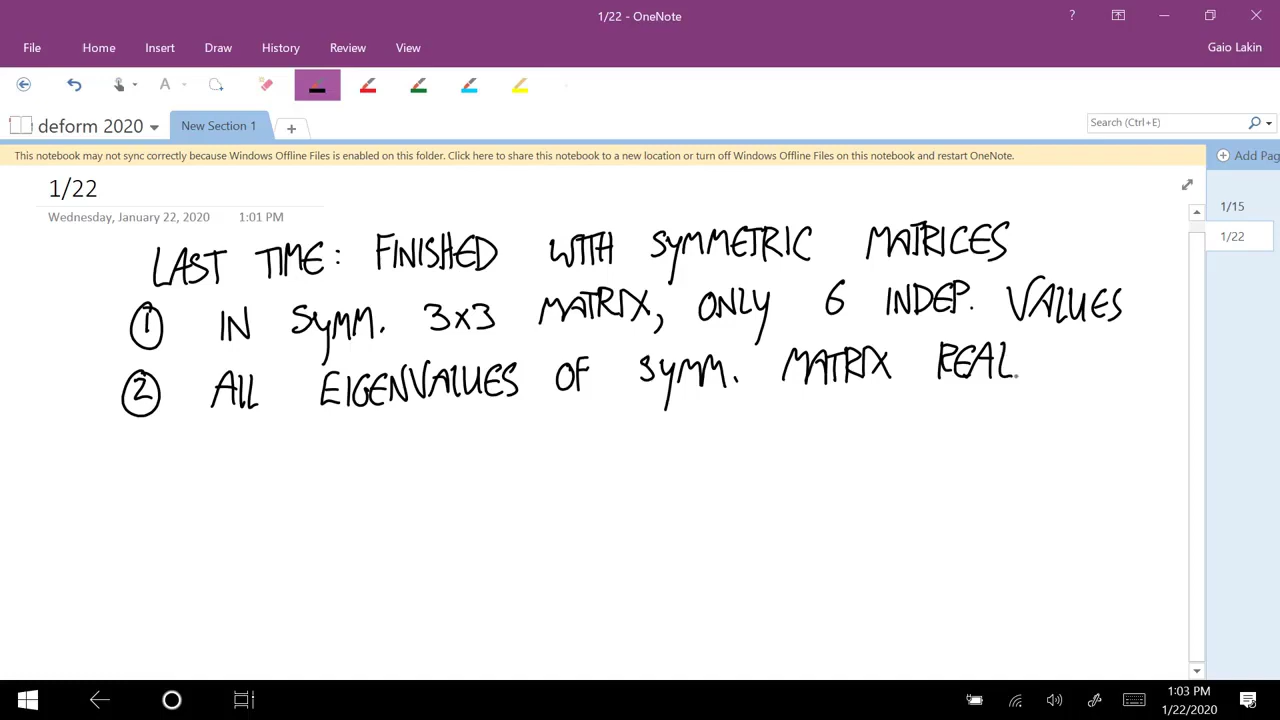 1/22 - OneNote
?
File Home Insert Draw History Review View Gaio Lakin
A
deform 2020 New Section 1 + Search (Ctrl+E)
This notebook may not sync correctly because Windows Offline Files is enabled on this folder. Click here to share this notebook to a new location or turn off Windows Offline Files on this notebook and restart OneNote.
Add Pag
1/15
1/22
1/22
Wednesday, January 22, 2020 1:01 PM
LAST TIME: FINISHED WITH SYMMETRIC MATRICES
① IN SYMM. 3x3 MATRIX, ONLY 6 INDEP. VALUES
② ALL EIGENVALUES OF SYMM. MATRIX REAL.
1:03 PM
1/22/2020